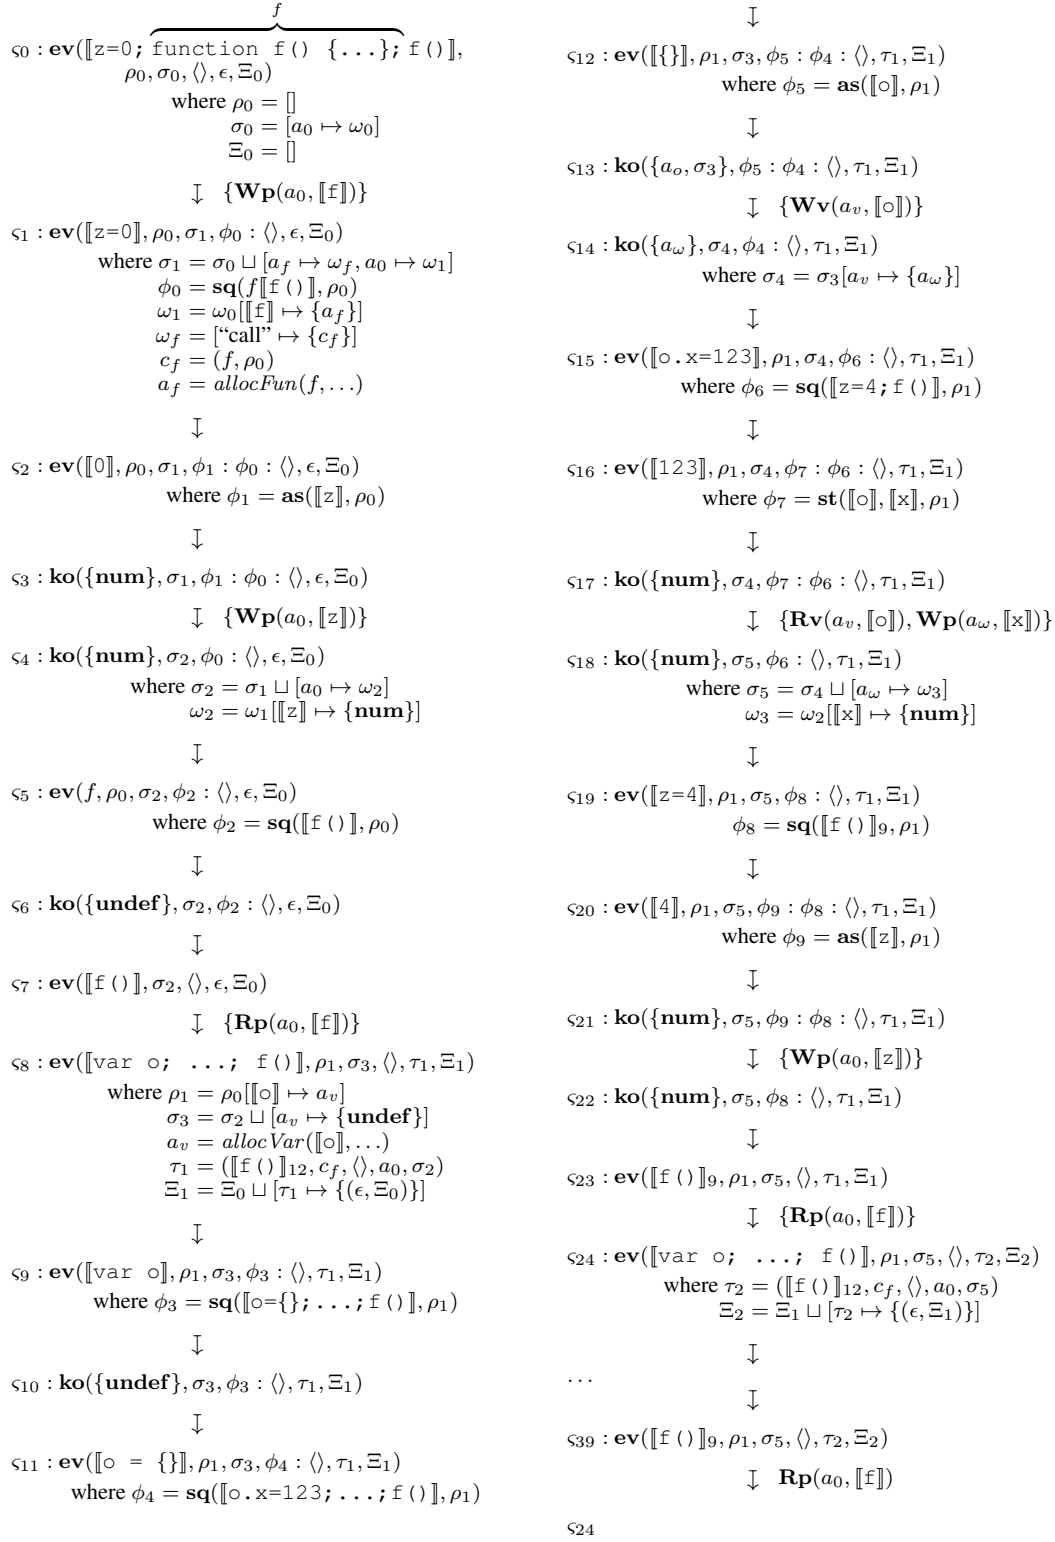 f
ς0 : ev(⟦z=0; function f() {...}; f()⟧,
ρ0, σ0, ⟨⟩, ϵ, Ξ0)
where ρ0 = []
σ0 = [a0 ↦ ω0]
Ξ0 = []
↧ {Wp(a0, ⟦f⟧)}
ς1 : ev(⟦z=0⟧, ρ0, σ1, ϕ0 : ⟨⟩, ϵ, Ξ0)
where σ1 = σ0 ⊔ [af ↦ ωf, a0 ↦ ω1]
ϕ0 = sq(f⟦f()⟧, ρ0)
ω1 = ω0[⟦f⟧ ↦ {af}]
ωf = [“call” ↦ {cf}]
cf = (f, ρ0)
af = allocFun(f, ...)
↧
ς2 : ev(⟦0⟧, ρ0, σ1, ϕ1 : ϕ0 : ⟨⟩, ϵ, Ξ0)
where ϕ1 = as(⟦z⟧, ρ0)
↧
ς3 : ko({num}, σ1, ϕ1 : ϕ0 : ⟨⟩, ϵ, Ξ0)
↧ {Wp(a0, ⟦z⟧)}
ς4 : ko({num}, σ2, ϕ0 : ⟨⟩, ϵ, Ξ0)
where σ2 = σ1 ⊔ [a0 ↦ ω2]
ω2 = ω1[⟦z⟧ ↦ {num}]
↧
ς5 : ev(f, ρ0, σ2, ϕ2 : ⟨⟩, ϵ, Ξ0)
where ϕ2 = sq(⟦f()⟧, ρ0)
↧
ς6 : ko({undef}, σ2, ϕ2 : ⟨⟩, ϵ, Ξ0)
↧
ς7 : ev(⟦f()⟧, σ2, ⟨⟩, ϵ, Ξ0)
↧ {Rp(a0, ⟦f⟧)}
ς8 : ev(⟦var o; ...; f()⟧, ρ1, σ3, ⟨⟩, τ1, Ξ1)
where ρ1 = ρ0[⟦o⟧ ↦ av]
σ3 = σ2 ⊔ [av ↦ {undef}]
av = allocVar(⟦o⟧, ...)
τ1 = (⟦f()⟧12, cf, ⟨⟩, a0, σ2)
Ξ1 = Ξ0 ⊔ [τ1 ↦ {(ϵ, Ξ0)}]
↧
ς9 : ev(⟦var o⟧, ρ1, σ3, ϕ3 : ⟨⟩, τ1, Ξ1)
where ϕ3 = sq(⟦o={};...;f()⟧, ρ1)
↧
ς10 : ko({undef}, σ3, ϕ3 : ⟨⟩, τ1, Ξ1)
↧
ς11 : ev(⟦o = {}⟧, ρ1, σ3, ϕ4 : ⟨⟩, τ1, Ξ1)
where ϕ4 = sq(⟦o.x=123;...;f()⟧, ρ1)
↧
ς12 : ev(⟦{}⟧, ρ1, σ3, ϕ5 : ϕ4 : ⟨⟩, τ1, Ξ1)
where ϕ5 = as(⟦o⟧, ρ1)
↧
ς13 : ko({ao, σ3}, ϕ5 : ϕ4 : ⟨⟩, τ1, Ξ1)
↧ {Wv(av, ⟦o⟧)}
ς14 : ko({aω}, σ4, ϕ4 : ⟨⟩, τ1, Ξ1)
where σ4 = σ3[av ↦ {aω}]
↧
ς15 : ev(⟦o.x=123⟧, ρ1, σ4, ϕ6 : ⟨⟩, τ1, Ξ1)
where ϕ6 = sq(⟦z=4;f()⟧, ρ1)
↧
ς16 : ev(⟦123⟧, ρ1, σ4, ϕ7 : ϕ6 : ⟨⟩, τ1, Ξ1)
where ϕ7 = st(⟦o⟧, ⟦x⟧, ρ1)
↧
ς17 : ko({num}, σ4, ϕ7 : ϕ6 : ⟨⟩, τ1, Ξ1)
↧ {Rv(av, ⟦o⟧), Wp(aω, ⟦x⟧)}
ς18 : ko({num}, σ5, ϕ6 : ⟨⟩, τ1, Ξ1)
where σ5 = σ4 ⊔ [aω ↦ ω3]
ω3 = ω2[⟦x⟧ ↦ {num}]
↧
ς19 : ev(⟦z=4⟧, ρ1, σ5, ϕ8 : ⟨⟩, τ1, Ξ1)
ϕ8 = sq(⟦f()⟧9, ρ1)
↧
ς20 : ev(⟦4⟧, ρ1, σ5, ϕ9 : ϕ8 : ⟨⟩, τ1, Ξ1)
where ϕ9 = as(⟦z⟧, ρ1)
↧
ς21 : ko({num}, σ5, ϕ9 : ϕ8 : ⟨⟩, τ1, Ξ1)
↧ {Wp(a0, ⟦z⟧)}
ς22 : ko({num}, σ5, ϕ8 : ⟨⟩, τ1, Ξ1)
↧
ς23 : ev(⟦f()⟧9, ρ1, σ5, ⟨⟩, τ1, Ξ1)
↧ {Rp(a0, ⟦f⟧)}
ς24 : ev(⟦var o; ...; f()⟧, ρ1, σ5, ⟨⟩, τ2, Ξ2)
where τ2 = (⟦f()⟧12, cf, ⟨⟩, a0, σ5)
Ξ2 = Ξ1 ⊔ [τ2 ↦ {(ϵ, Ξ1)}]
↧
...
↧
ς39 : ev(⟦f()⟧9, ρ1, σ5, ⟨⟩, τ2, Ξ2)
↧ Rp(a0, ⟦f⟧)
ς24